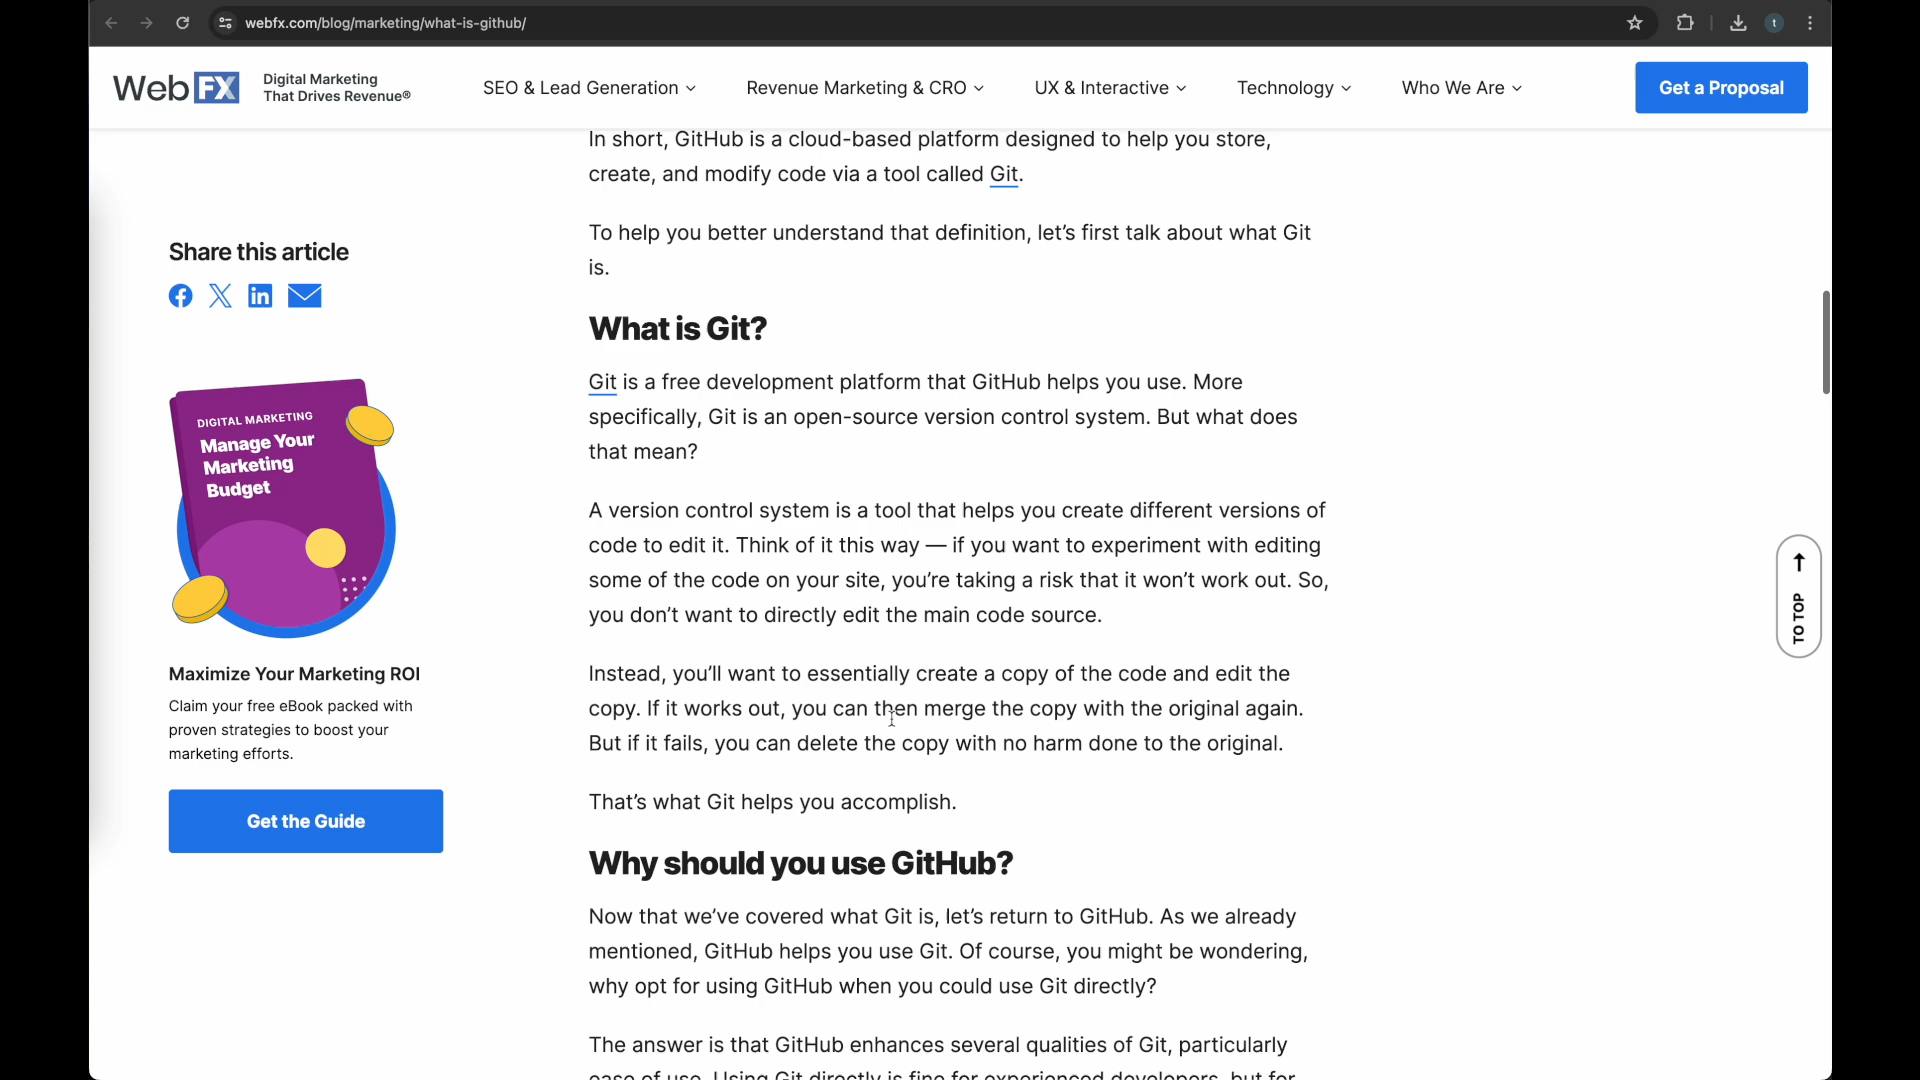 webfx.com/blog/marketing/what-is-github/
t
WebFX
Digital Marketing
That Drives Revenue®
SEO & Lead Generation
Revenue Marketing & CRO
UX & Interactive
Technology
Who We Are
Get a Proposal
In short, GitHub is a cloud-based platform designed to help you store,
create, and modify code via a tool called Git.
To help you better understand that definition, let’s first talk about what Git
is.
Share this article
What is Git?
Git is a free development platform that GitHub helps you use. More
specifically, Git is an open-source version control system. But what does
that mean?
DIGITAL MARKETING
Manage Your
Marketing
Budget
A version control system is a tool that helps you create different versions of
code to edit it. Think of it this way — if you want to experiment with editing
some of the code on your site, you’re taking a risk that it won’t work out. So,
you don’t want to directly edit the main code source.
TO TOP
Maximize Your Marketing ROI
Claim your free eBook packed with
proven strategies to boost your
marketing efforts.
Get the Guide
Instead, you’ll want to essentially create a copy of the code and edit the
copy. If it works out, you can then merge the copy with the original again.
But if it fails, you can delete the copy with no harm done to the original.
That’s what Git helps you accomplish.
Why should you use GitHub?
Now that we’ve covered what Git is, let’s return to GitHub. As we already
mentioned, GitHub helps you use Git. Of course, you might be wondering,
why opt for using GitHub when you could use Git directly?
The answer is that GitHub enhances several qualities of Git, particularly
ease of use. Using Git directly is fine for experienced developers, but for